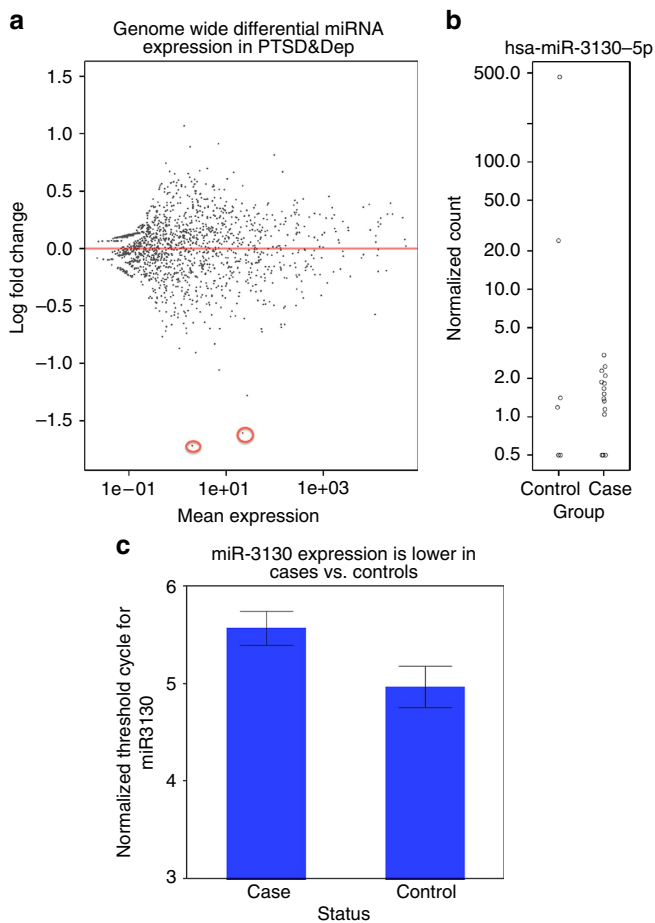 a
Genome wide differential miRNA
expression in PTSD&Dep
1.5
1.0
0.5
0.0
−0.5
−1.0
−1.5
Log fold change
1e−01
1e+01
1e+03
Mean expression
b
hsa-miR-3130–5p
500.0
100.0
50.0
20.0
10.0
5.0
2.0
1.0
0.5
Normalized count
Control Case
Group
c
miR-3130 expression is lower in
cases vs. controls
6
5
4
3
Normalized threshold cycle for
miR3130
Case
Control
Status